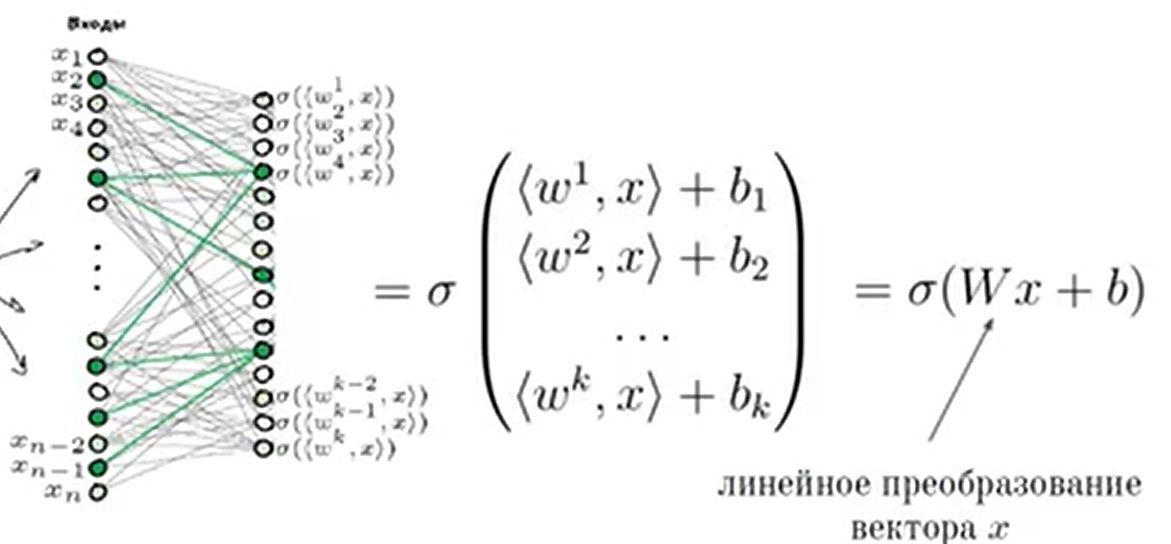 Входы
x₁
x₂
x₃
x₄
xₙ₋₂
xₙ₋₁
xₙ
σ(⟨w¹, x⟩)
σ(⟨w², x⟩)
σ(⟨w³, x⟩)
σ(⟨w⁴, x⟩)
σ(⟨wᵏ⁻², x⟩)
σ(⟨wᵏ⁻¹, x⟩)
σ(⟨wᵏ, x⟩)
= σ
⟨w¹, x⟩ + b₁
⟨w², x⟩ + b₂
. . .
⟨wᵏ, x⟩ + bₖ
= σ(Wx + b)
линейное преобразование
вектора x